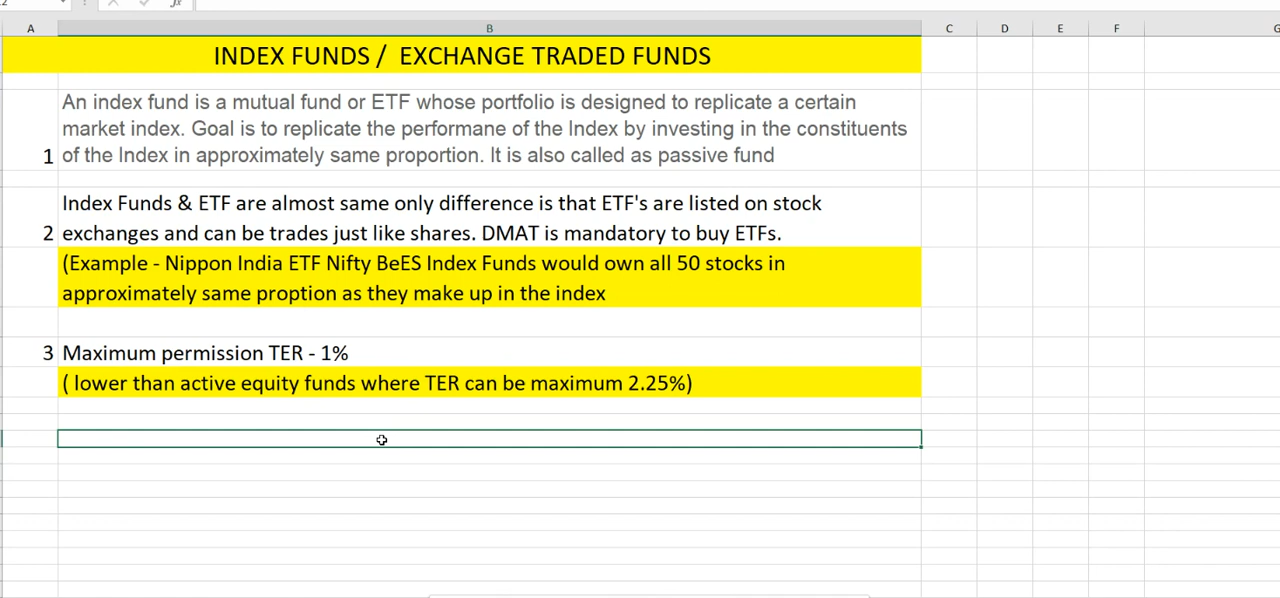 A B C D E F G
INDEX FUNDS / EXCHANGE TRADED FUNDS
An index fund is a mutual fund or ETF whose portfolio is designed to replicate a certain
market index. Goal is to replicate the performane of the Index by investing in the constituents
1 of the Index in approximately same proportion. It is also called as passive fund
Index Funds & ETF are almost same only difference is that ETF's are listed on stock
2 exchanges and can be trades just like shares. DMAT is mandatory to buy ETFs.
(Example - Nippon India ETF Nifty BeES Index Funds would own all 50 stocks in
approximately same proption as they make up in the index
3 Maximum permission TER - 1%
( lower than active equity funds where TER can be maximum 2.25%)